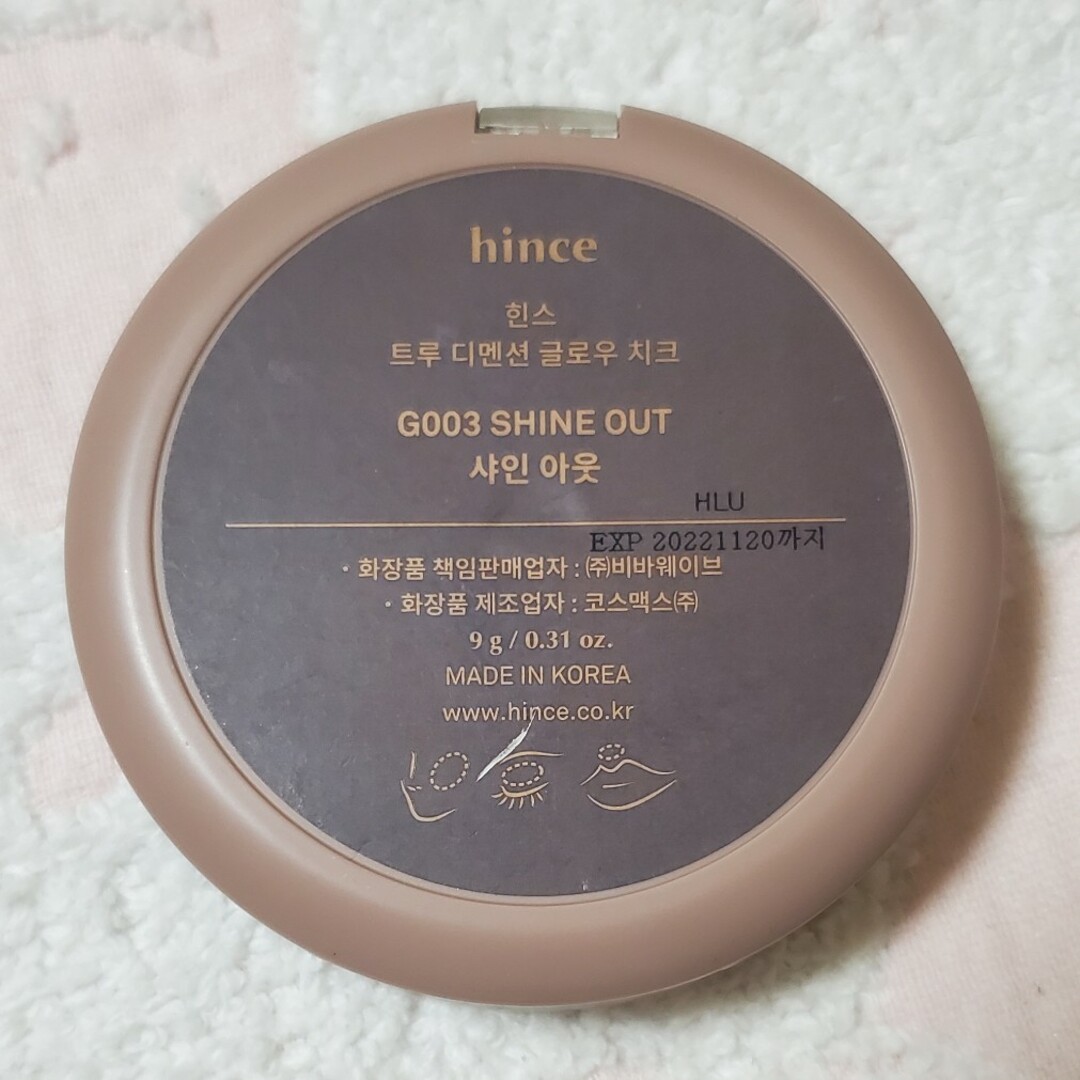 hince
힌스
트루 디멘션 글로우 치크
G003 SHINE OUT
샤인 아웃
HLU
EXP 20221120까지
· 화장품 책임판매업자 : ㈜비바웨이브
· 화장품 제조업자 : 코스맥스㈜
9 g / 0.31 oz.
MADE IN KOREA
www.hince.co.kr